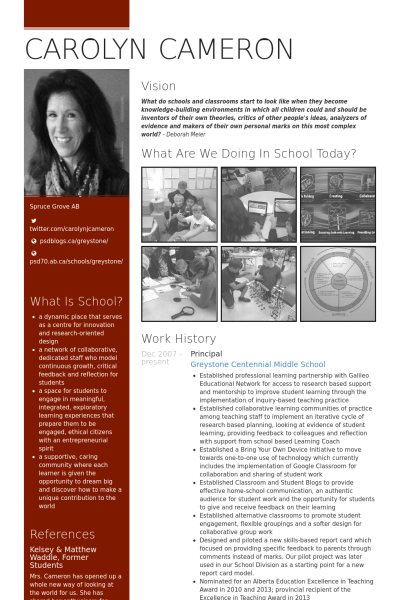 CAROLYN CAMERON
Spruce Grove AB
twitter.com/carolynjcameron
psdblogs.ca/greystone/
psd70.ab.ca/schools/greystone/
What Is School?
a dynamic place that serves
as a centre for innovation
and research-oriented
design
a network of collaborative,
dedicated staff who model
continuous growth, critical
feedback and reflection for
students
a space for students to
engage in meaningful,
integrated, exploratory
learning experiences that
prepare them to be
engaged, ethical citizens
with an entrepreneurial
spirit
a supportive, caring
community where each
learner is given the
opportunity to dream big
and discover how to make a
unique contribution to the
world
References
Kelsey & Matthew
Waddle, Former
Students
Mrs. Cameron has opened up a
whole new way of looking at
the world for us. She has
Vision
What do schools and classrooms start to look like when they become
knowledge-building environments in which all children could and should be
inventors of their own theories, critics of other people's ideas, analyzers of
evidence and makers of their own personal marks on this most complex
world? - Deborah Meier
What Are We Doing In School Today?
Creating
Work History
Dec 2007 -
present
Principal
Greystone Centennial Middle School
Established professional learning partnership with Galileo
Educational Network for access to research based support
and mentorship to improve student learning through the
implementation of inquiry-based teaching practice
Established collaborative learning communities of practice
among teaching staff to implement an iterative cycle of
research based planning, looking at evidence of student
learning, providing feedback to colleagues and reflection
with support from school based Learning Coach
Established a Bring Your Own Device Initiative to move
towards one-to-one use of technology which currently
includes the implementation of Google Classroom for
collaboration and sharing of student work
Established Classroom and Student Blogs to provide
effective home-school communication, an authentic
audience for student work and the opportunity for students
to give and receive feedback on their learning
Established alternative classrooms to promote student
engagement, flexible groupings and a softer design for
collaborative group work
Designed and piloted a new skills-based report card which
focused on providing specific feedback to parents through
comments instead of marks. Our pilot project was later
used in our School Division as a starting point for a new
report card model.
Nominated for an Alberta Education Excellence in Teaching
Award in 2010 and 2013; provincial recipient of the
Excellence in Teaching Award in 2013